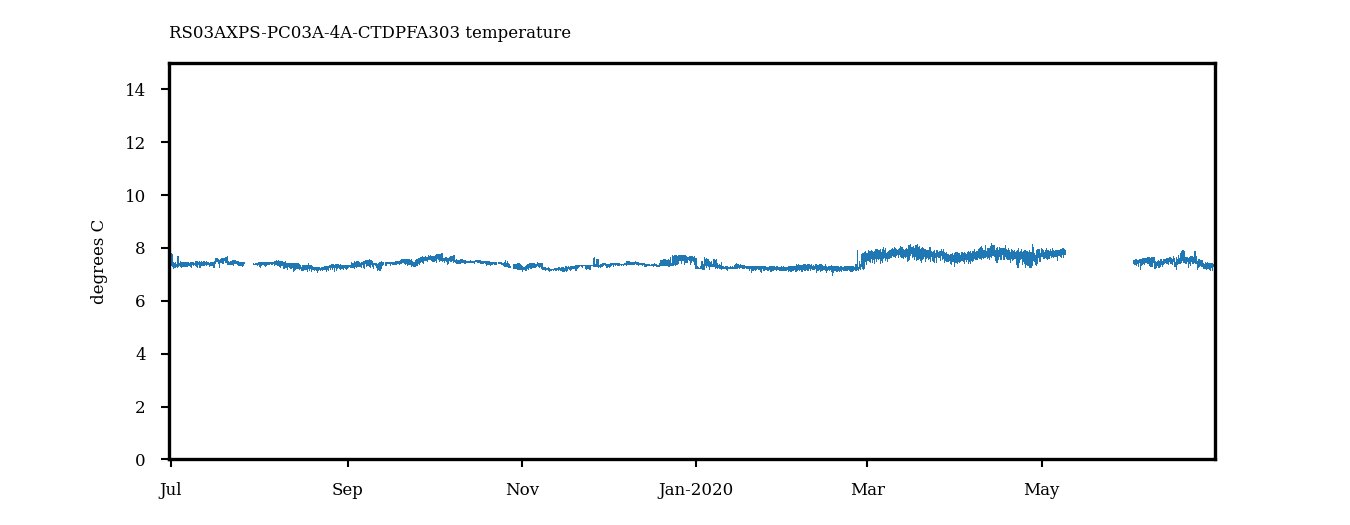 RS03AXPS-PC03A-4A-CTDPFA303 temperature
degrees C
14
12
10
8
6
4
2
0
Jul Sep Nov Jan-2020 Mar May